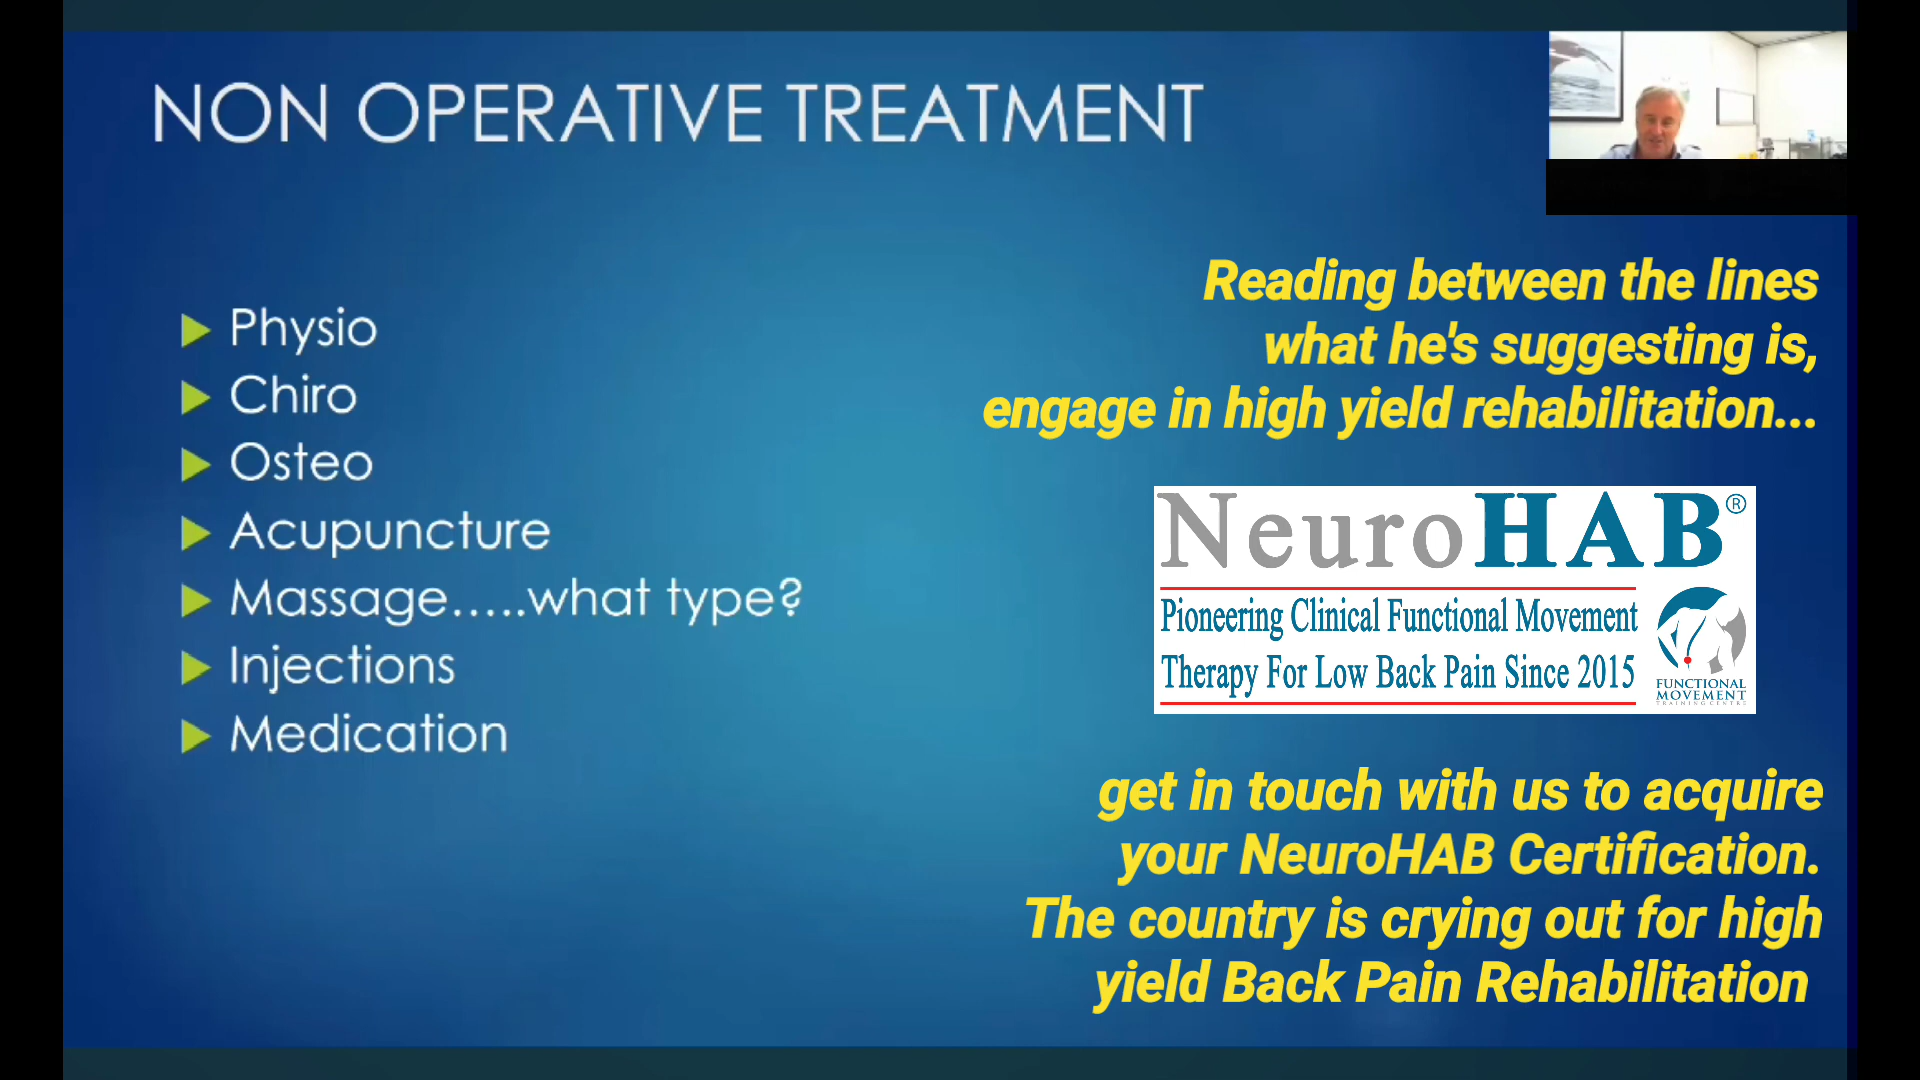 NON OPERATIVE TREATMENT
Physio
Chiro
Osteo
Acupuncture
Massage.....what type?
Injections
Medication
Reading between the lines
what he's suggesting is,
engage in high yield rehabilitation...
NeuroHAB®
Pioneering Clinical Functional Movement
Therapy For Low Back Pain Since 2015
FUNCTIONAL
MOVEMENT
TRAINING CENTRE
get in touch with us to acquire
your NeuroHAB Certification.
The country is crying out for high
yield Back Pain Rehabilitation